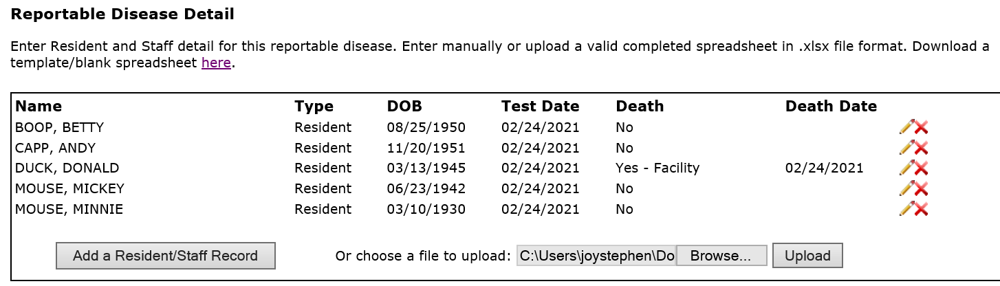 Reportable Disease Detail
Enter Resident and Staff detail for this reportable disease. Enter manually or upload a valid completed spreadsheet in .xlsx file format. Download a
template/blank spreadsheet here.
Name Type DOB Test Date Death Death Date
BOOP, BETTY Resident 08/25/1950 02/24/2021 No
CAPP, ANDY Resident 11/20/1951 02/24/2021 No
DUCK, DONALD Resident 03/13/1945 02/24/2021 Yes - Facility 02/24/2021
MOUSE, MICKEY Resident 06/23/1942 02/24/2021 No
MOUSE, MINNIE Resident 03/10/1930 02/24/2021 No
Add a Resident/Staff Record Or choose a file to upload: C:\Users\joystephen\Do Browse... Upload